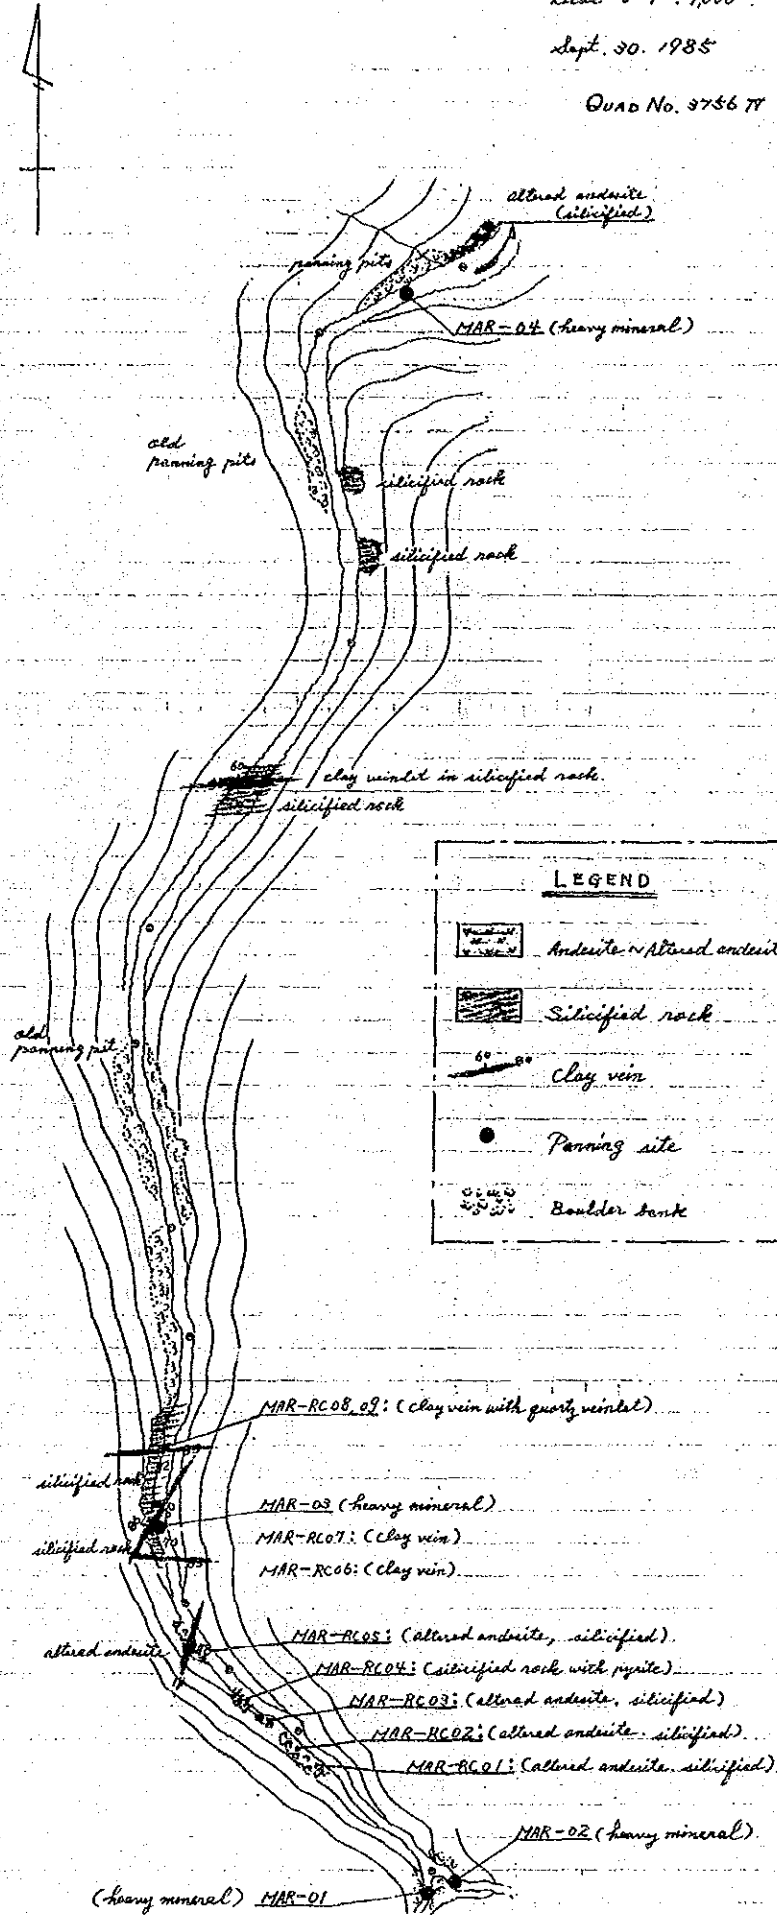 Sept. 30. 1985
QUAD No. 3756 IV
altered andesite
(silicified)
panning pits
MAR-04 (heavy mineral)
old
panning pits
silicified rock
silicified rock
60
clay veinlet in silicified rock.
silicified rock
LEGEND
Andesite ~ Altered andesit
Silicified rock
60 80
Clay vein
Panning site
Boulder bank
old
panning pit
MAR-RC08,09: (clay vein with quartz veinlet)
silicified rock
MAR-03 (heavy mineral)
MAR-RC07: (clay vein)
silicified rock
MAR-RC06: (clay vein)
MAR-RC05: (altered andesite, silicified)
altered andesite
MAR-RC04: (silicified rock with pyrite)
MAR-RC03: (altered andesite, silicified)
MAR-RC02: (altered andesite. silicified)
MAR-RC01: (altered andesite. silicified)
MAR-02 (heavy mineral)
(heavy mineral) MAR-01